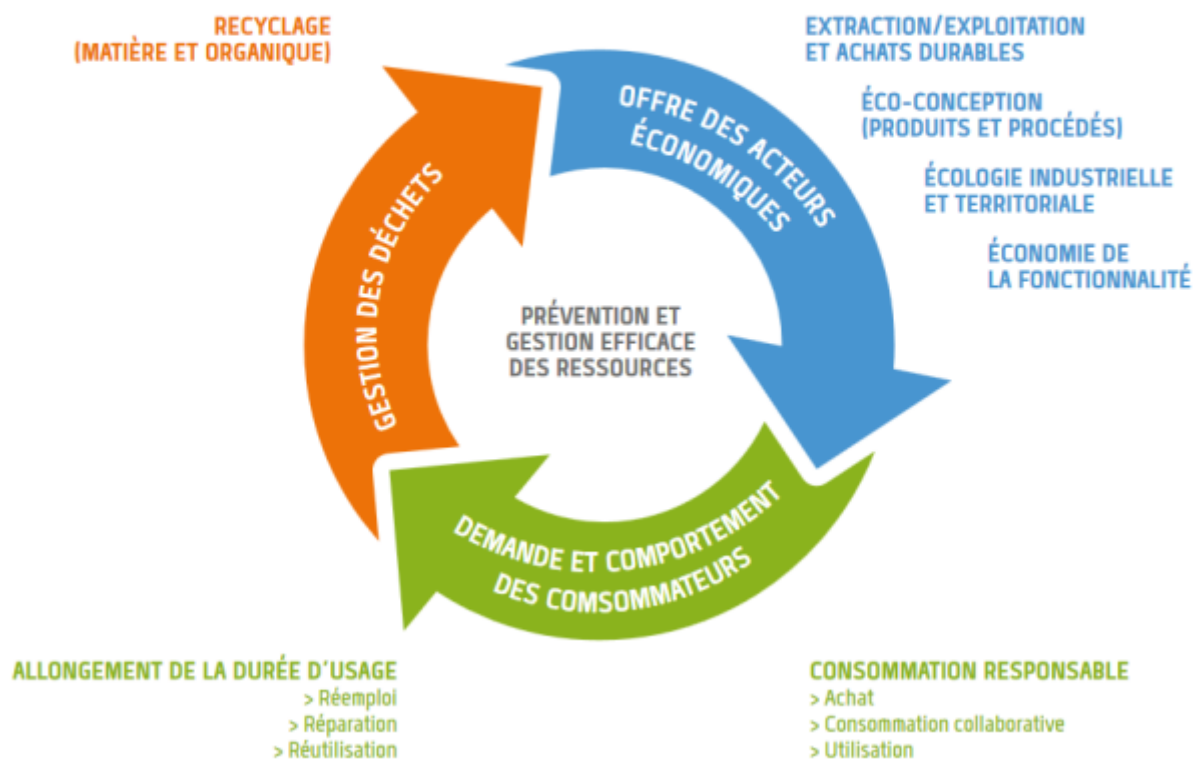 RECYCLAGE
(MATIÈRE ET ORGANIQUE)
EXTRACTION/EXPLOITATION
ET ACHATS DURABLES
ÉCO-CONCEPTION
(PRODUITS ET PROCÉDÉS)
ÉCOLOGIE INDUSTRIELLE
ET TERRITORIALE
ÉCONOMIE DE
LA FONCTIONNALITÉ
OFFRE DES ACTEURS
ÉCONOMIQUES
GESTION DES DÉCHETS
PRÉVENTION ET
GESTION EFFICACE
DES RESSOURCES
DEMANDE ET COMPORTEMENT
DES COMSOMMATEURS
ALLONGEMENT DE LA DURÉE D'USAGE
> Réemploi
> Réparation
> Réutilisation
CONSOMMATION RESPONSABLE
> Achat
> Consommation collaborative
> Utilisation